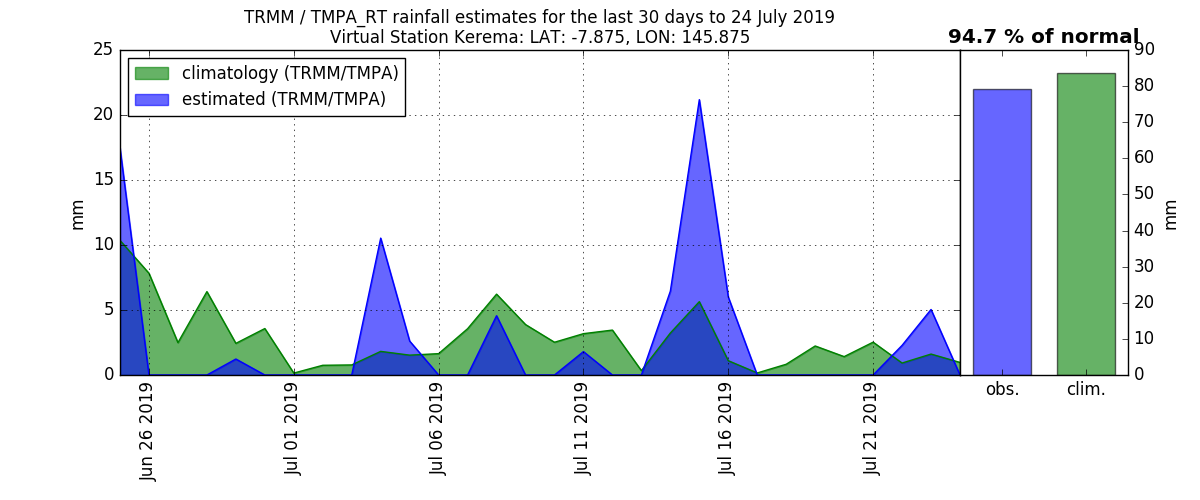 TRMM / TMPA_RT rainfall estimates for the last 30 days to 24 July 2019
Virtual Station Kerema: LAT: -7.875, LON: 145.875
94.7 % of normal
climatology (TRMM/TMPA)
estimated (TRMM/TMPA)
25
20
15
10
5
0
mm
Jun 26 2019
Jul 01 2019
Jul 06 2019
Jul 11 2019
Jul 16 2019
Jul 21 2019
90
80
70
60
50
40
30
20
10
0
mm
obs.
clim.